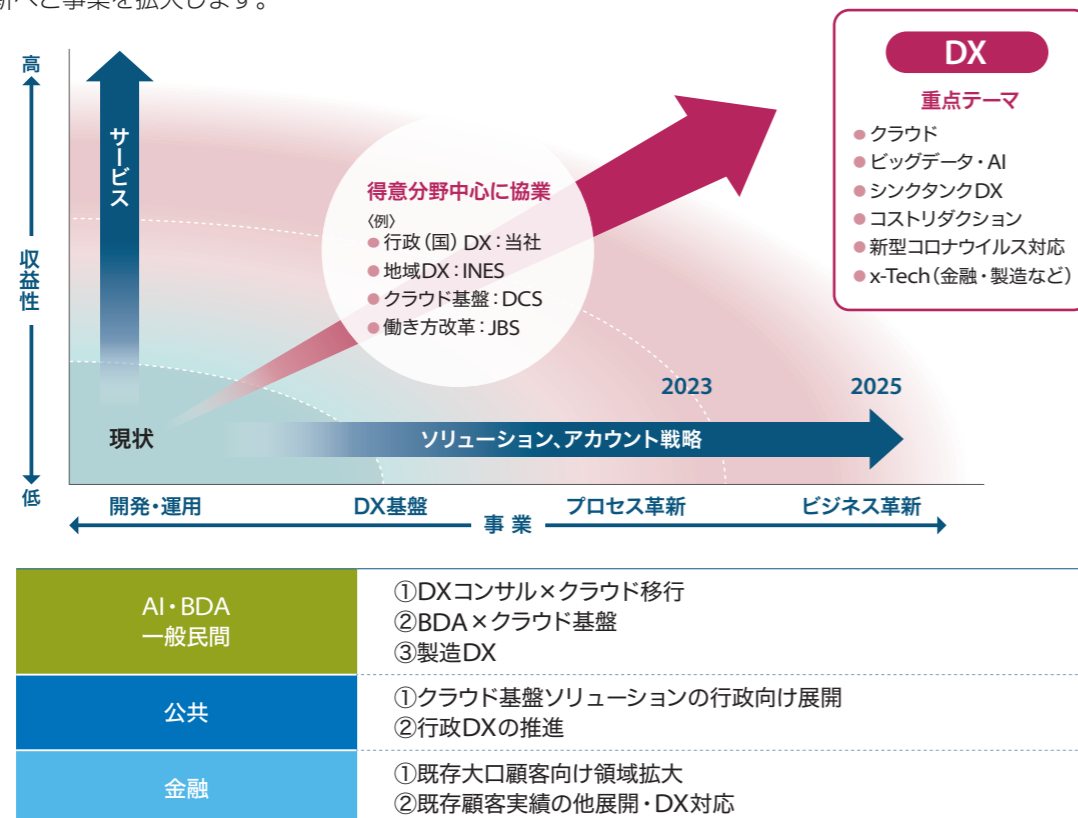 新へと事業を拡大します。
高
収益性
低
サービス
現状
得意分野中心に協業
〈例〉
●行政（国）DX：当社
●地域DX：INES
●クラウド基盤：DCS
●働き方改革：JBS
DX
重点テーマ
●クラウド
●ビッグデータ・AI
●シンクタンクDX
●コストリダクション
●新型コロナウイルス対応
●x-Tech（金融・製造など）
2023
2025
ソリューション、アカウント戦略
開発・運用
DX基盤
プロセス革新
ビジネス革新
事業
AI・BDA
一般民間
①DXコンサル×クラウド移行
②BDA×クラウド基盤
③製造DX
公共
①クラウド基盤ソリューションの行政向け展開
②行政DXの推進
金融
①既存大口顧客向け領域拡大
②既存顧客実績の他展開・DX対応